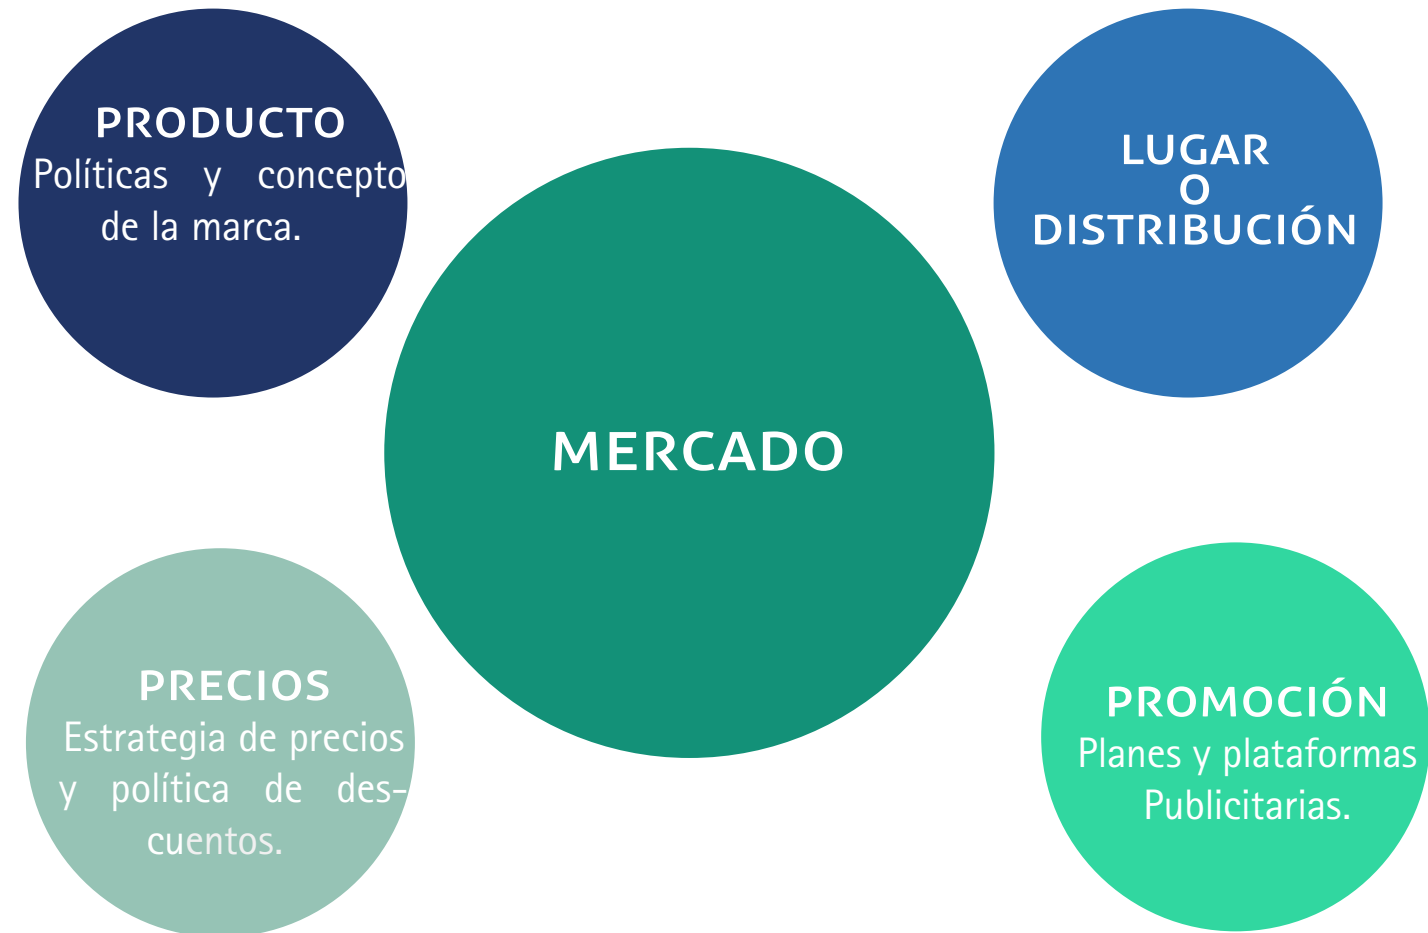 PRODUCTO
Políticas y concepto
de la marca.
LUGAR
O
DISTRIBUCIÓN
MERCADO
PRECIOS
Estrategia de precios
y política de des-
cuentos.
PROMOCIÓN
Planes y plataformas
Publicitarias.